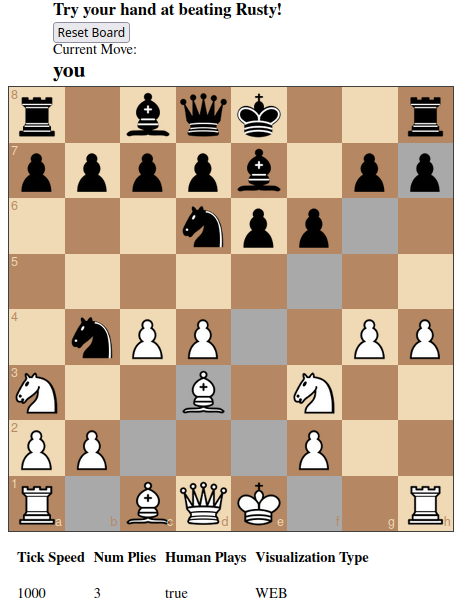 Try your hand at beating Rusty!
Reset Board
Current Move:
you
8
7
6
5
4
3
2
1
a b c d e f g h
Tick Speed Num Plies Human Plays Visualization Type
1000 3 true WEB